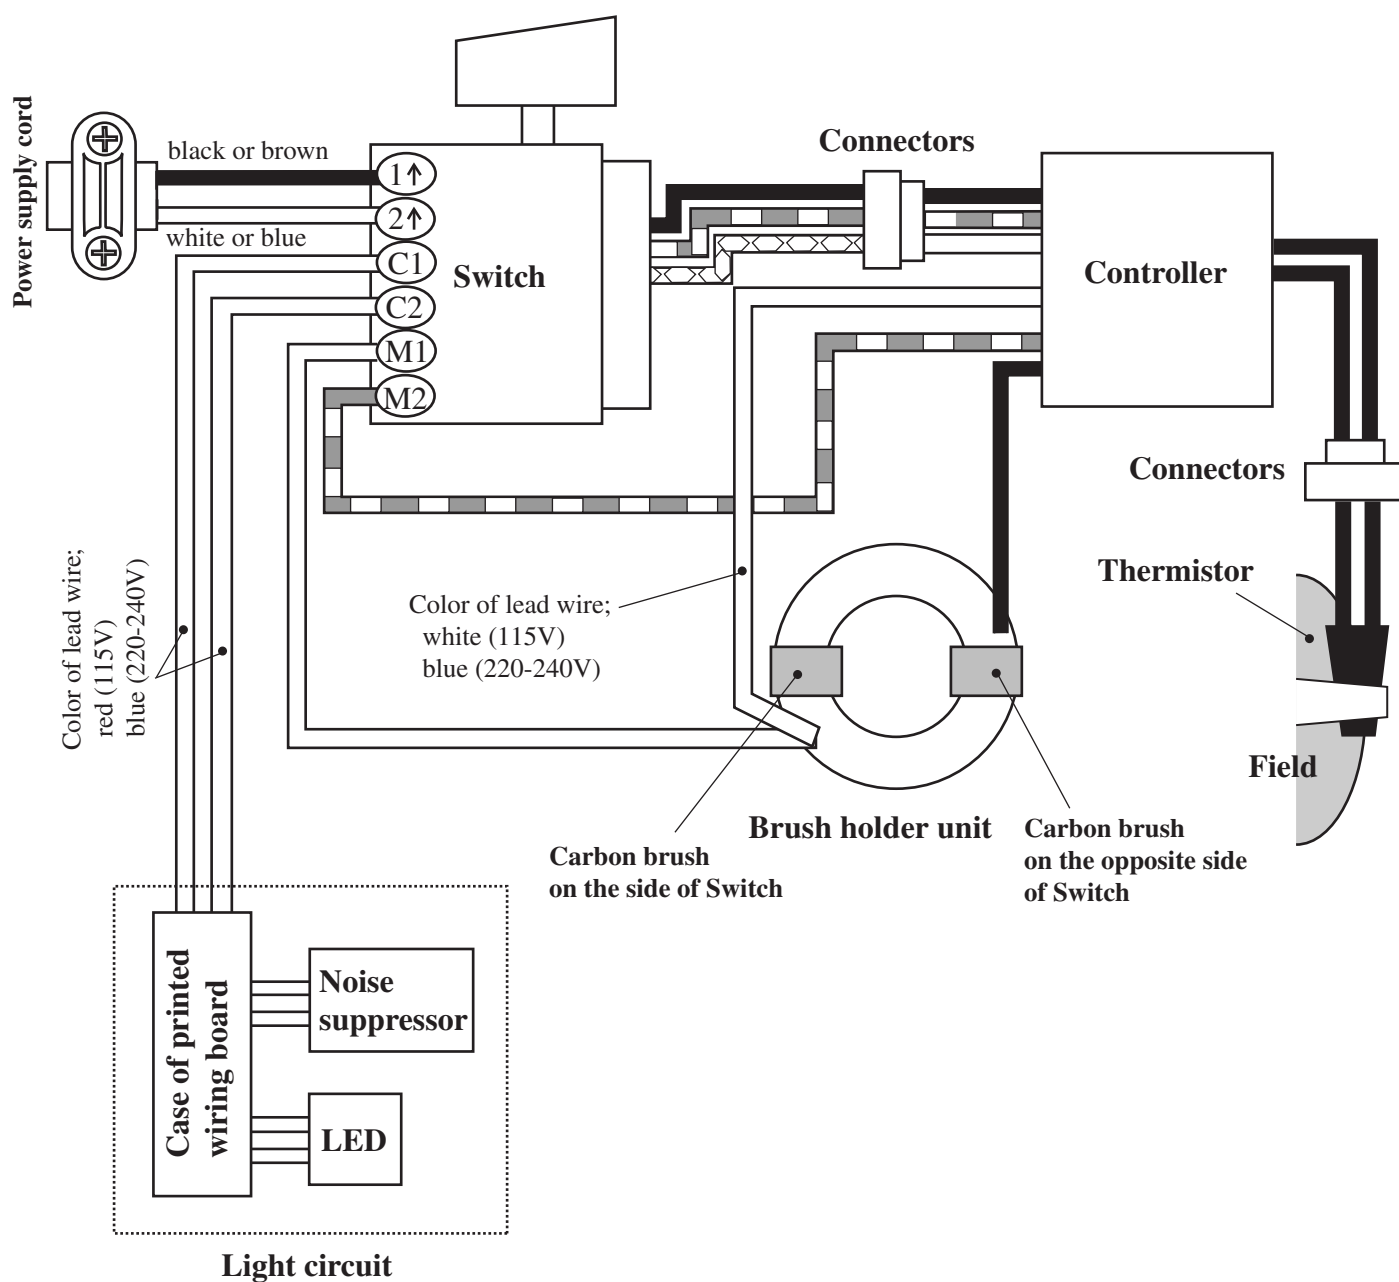 Power supply cord
black or brown
white or blue
1↑
2↑
C1
C2
M1
M2
Switch
Connectors
Controller
Connectors
Thermistor
Field
Color of lead wire;
red (115V)
blue (220-240V)
Color of lead wire;
white (115V)
blue (220-240V)
Brush holder unit
Carbon brush
on the side of Switch
Carbon brush
on the opposite side
of Switch
Case of printed
wiring board
Noise
suppressor
LED
Light circuit